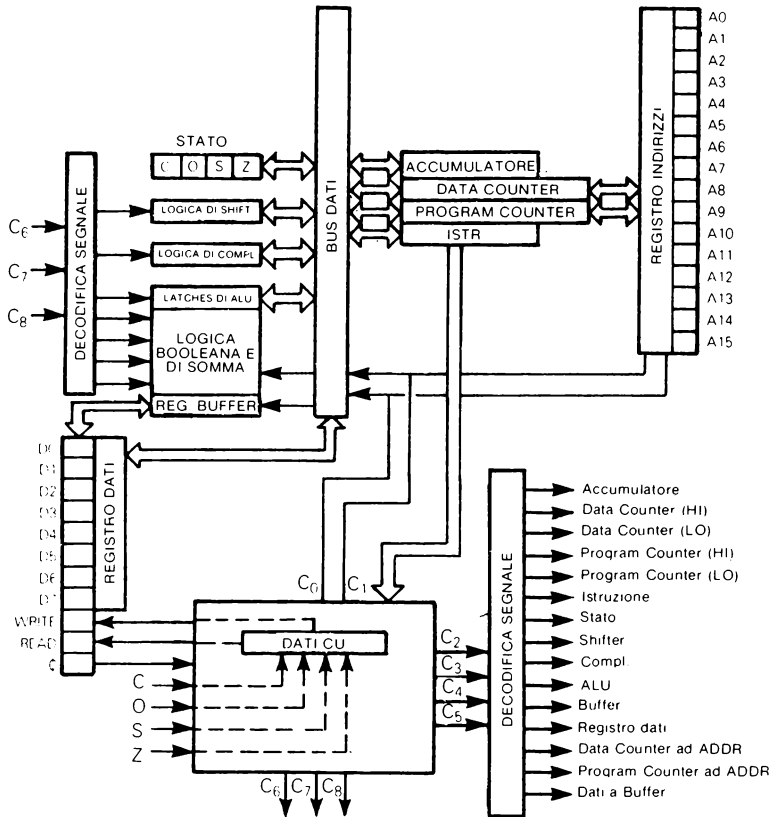 A0
A1
A2
A3
A4
A5
A6
A7
A8
A9
A10
A11
A12
A13
A14
A15
REGISTRO INDIRIZZI
STATO
C O S Z
ACCUMULATORE
DATA COUNTER
PROGRAM COUNTER
ISTR
BUS DATI
DECODIFICA SEGNALE
C6
C7
C8
LOGICA DI SHIFT
LOGICA DI COMPL
LATCHES DI ALU
LOGICA
BOOLEANA E
DI SOMMA
REG BUFFER
D0
D1
D2
D3
D4
D5
D6
D7
WRITE
READ
¢
REGISTRO DATI
C0 C1
DATI CU
C
O
S
Z
C2
C3
C4
C5
C6 C7 C8
DECODIFICA SEGNALE
Accumulatore
Data Counter (HI)
Data Counter (LO)
Program Counter (HI)
Program Counter (LO)
Istruzione
Stato
Shifter
Compl.
ALU
Buffer
Registro dati
Data Counter ad ADDR
Program Counter ad ADDR
Dati a Buffer